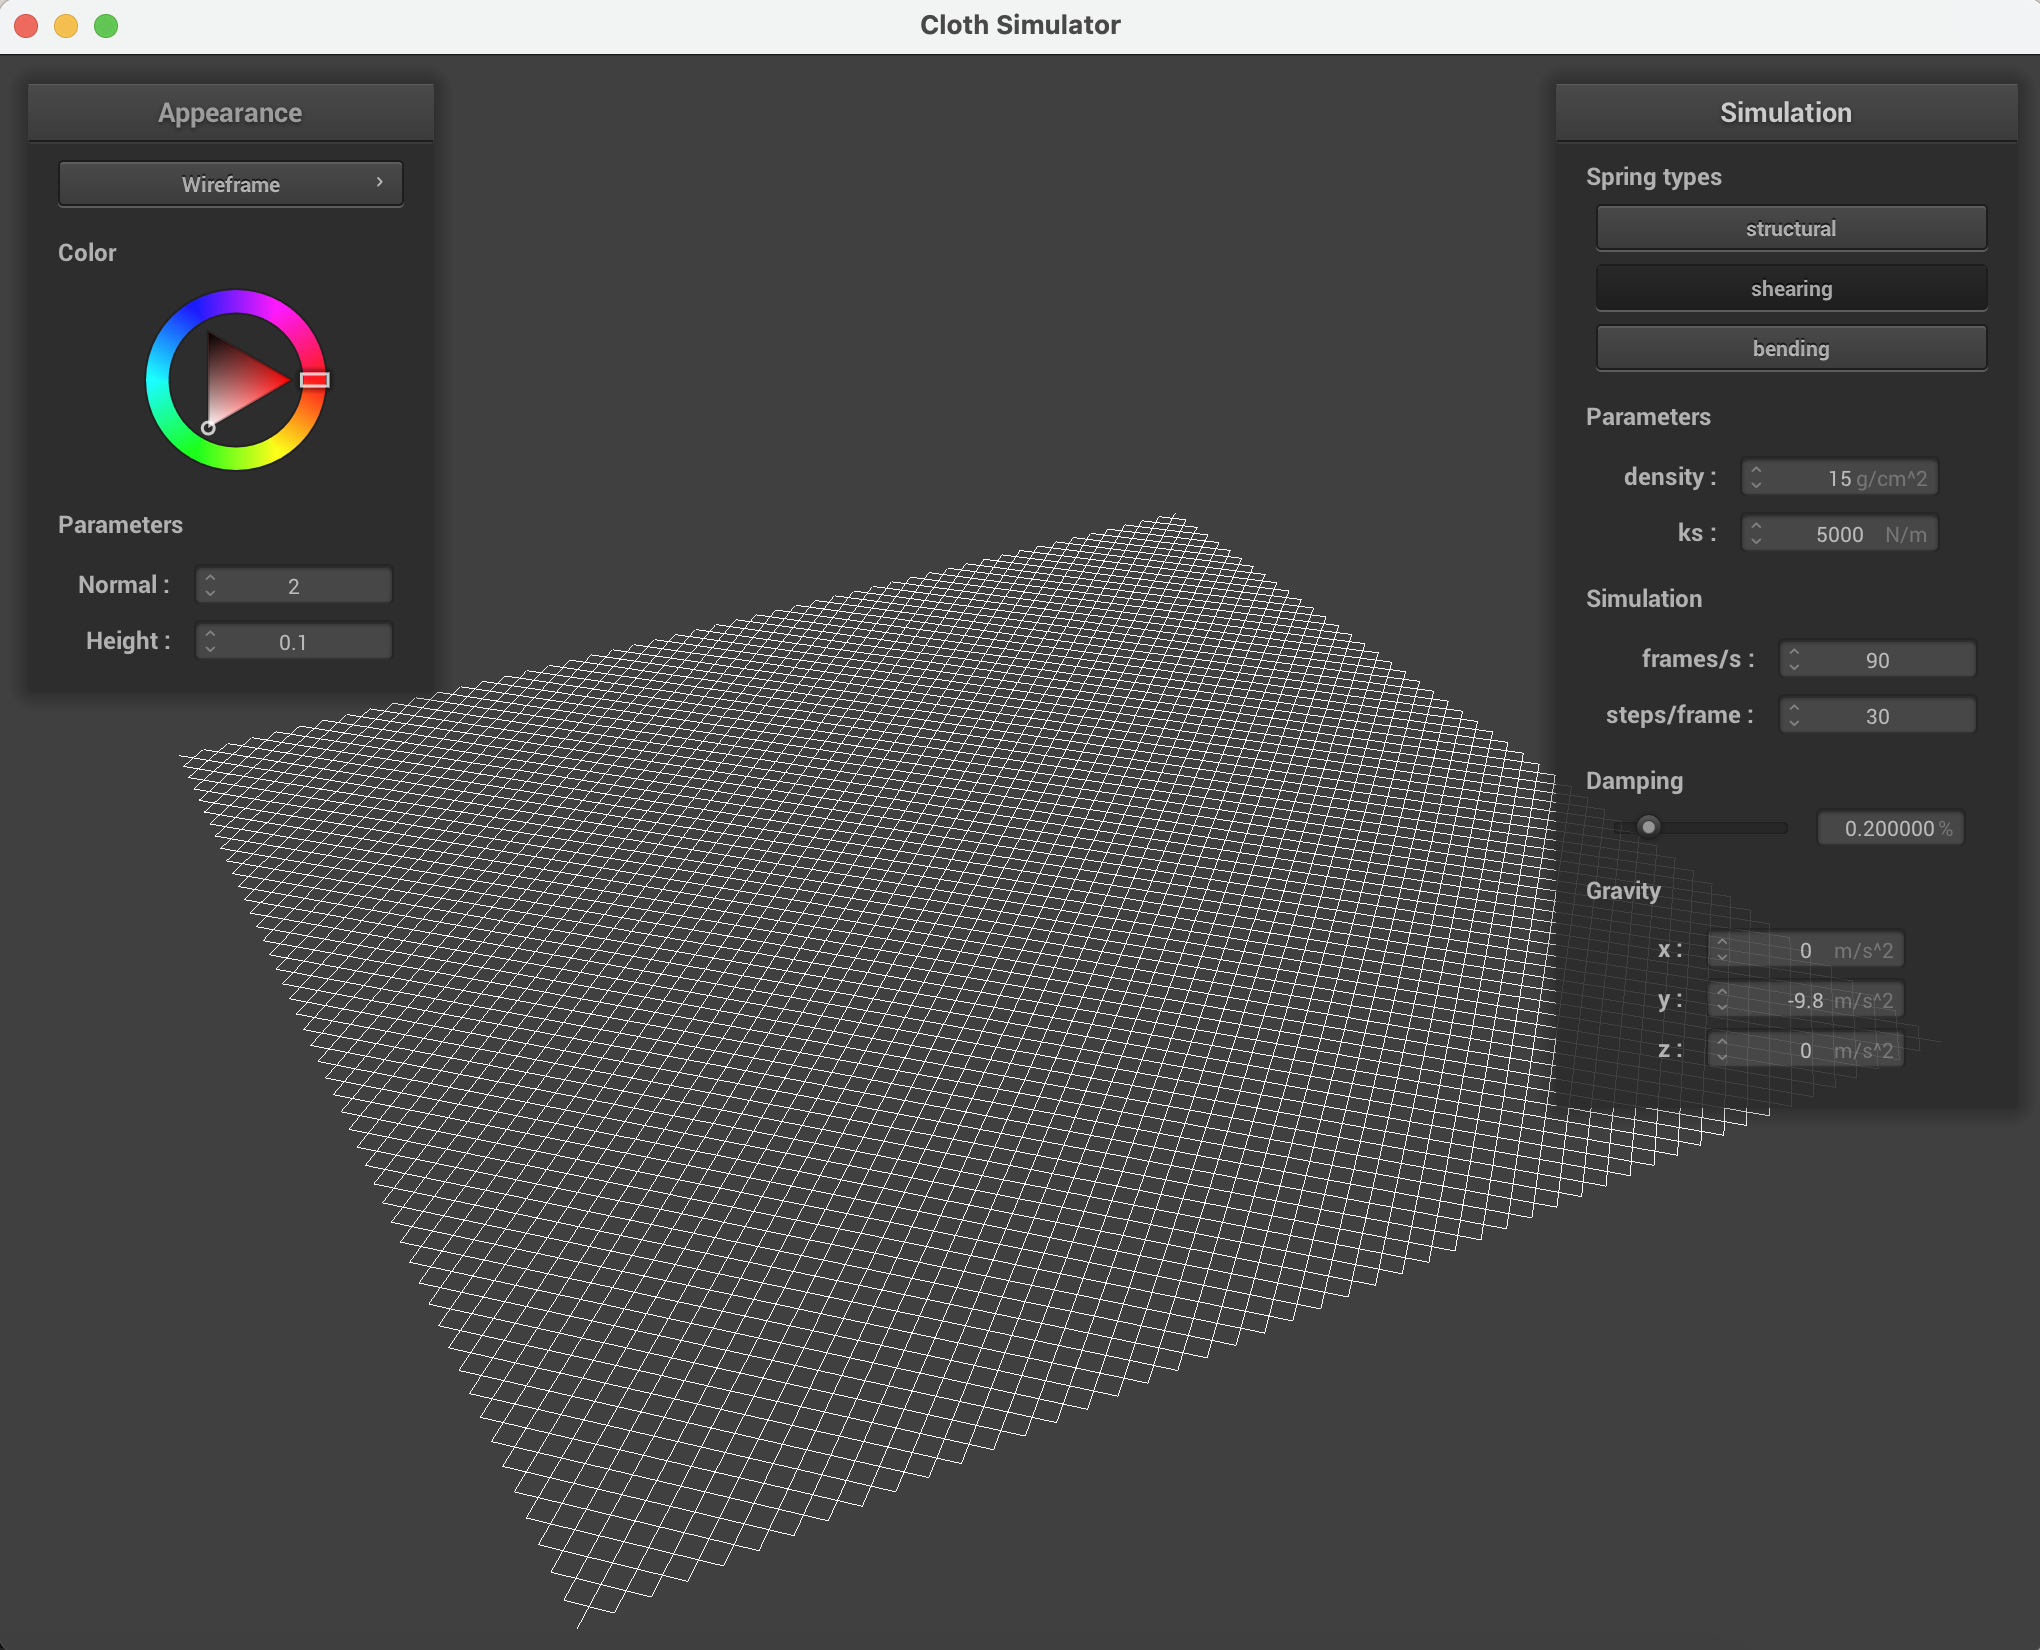 Cloth Simulator
Appearance
Wireframe ›
Color
Parameters
Normal : 2
Height : 0.1
Simulation
Spring types
structural
shearing
bending
Parameters
density : 15 g/cm^2
ks : 5000 N/m
Simulation
frames/s : 90
steps/frame : 30
Damping
0.200000 %
Gravity
x : 0 m/s^2
y : -9.8 m/s^2
z : 0 m/s^2